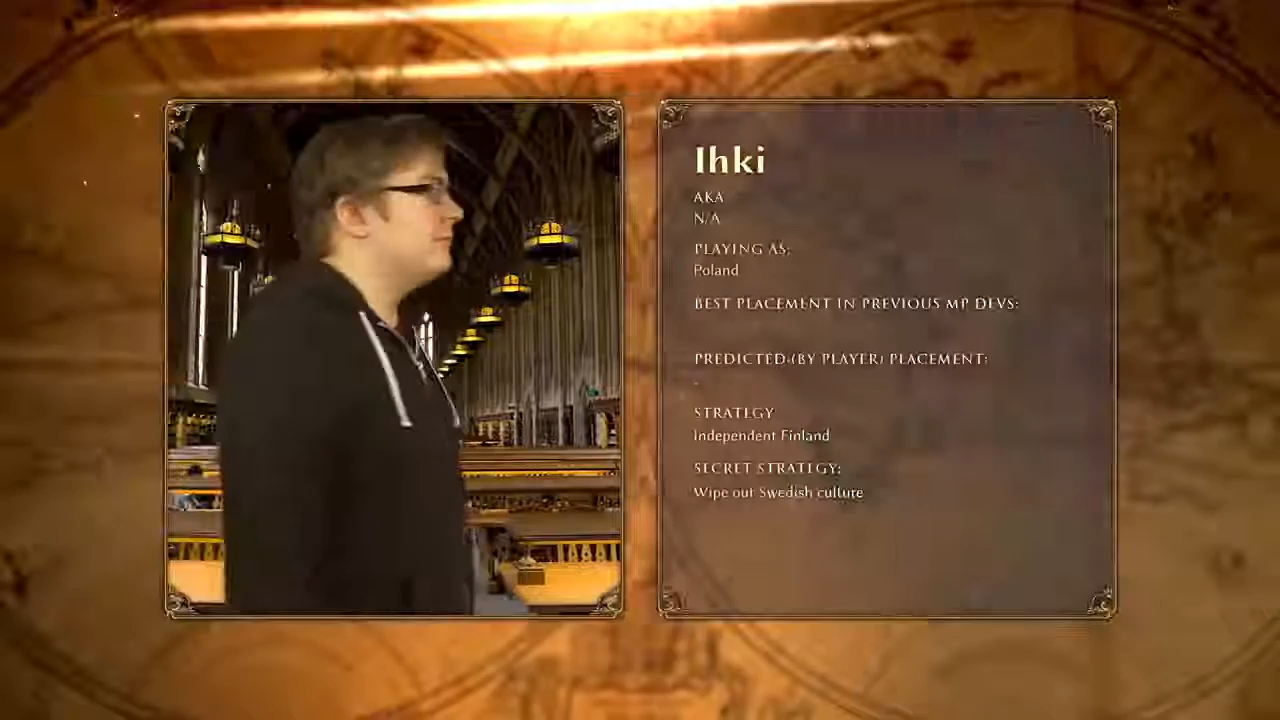 Ihki
AKA
N/A
PLAYING AS:
Poland
BEST PLACEMENT IN PREVIOUS MP DEVS:
PREDICTED (BY PLAYER) PLACEMENT:
-
STRATEGY
Independent Finland
SECRET STRATEGY:
Wipe out Swedish culture